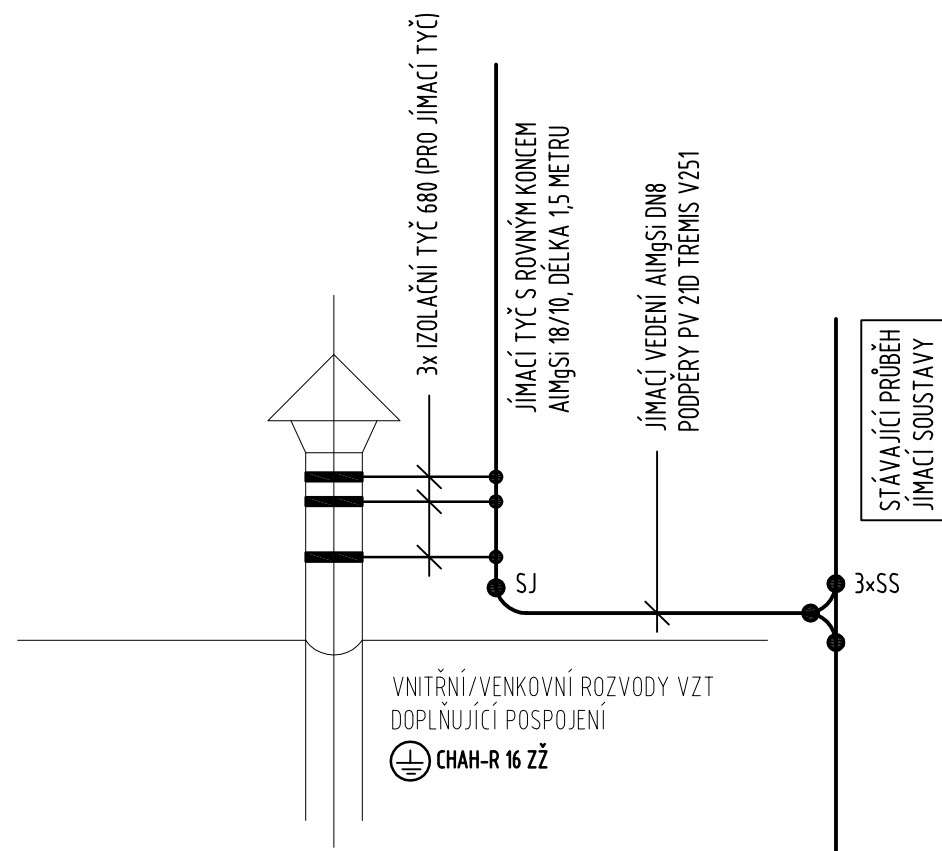 3x IZOLAČNÍ TYČ 680 (PRO JÍMACÍ TYČ)
JÍMACÍ TYČ S ROVNÝM KONCEM
AlMgSi 18/10, DÉLKA 1,5 METRU
JÍMACÍ VEDENÍ AlMgSi DN8
PODPĚRY PV 21D TREMIS V251
STÁVAJÍCÍ PRŮBĚH
JÍMACÍ SOUSTAVY
SJ
3xSS
VNITŘNÍ/VENKOVNÍ ROZVODY VZT
DOPLŇUJÍCÍ POSPOJENÍ
CHAH-R 16 ZŽ